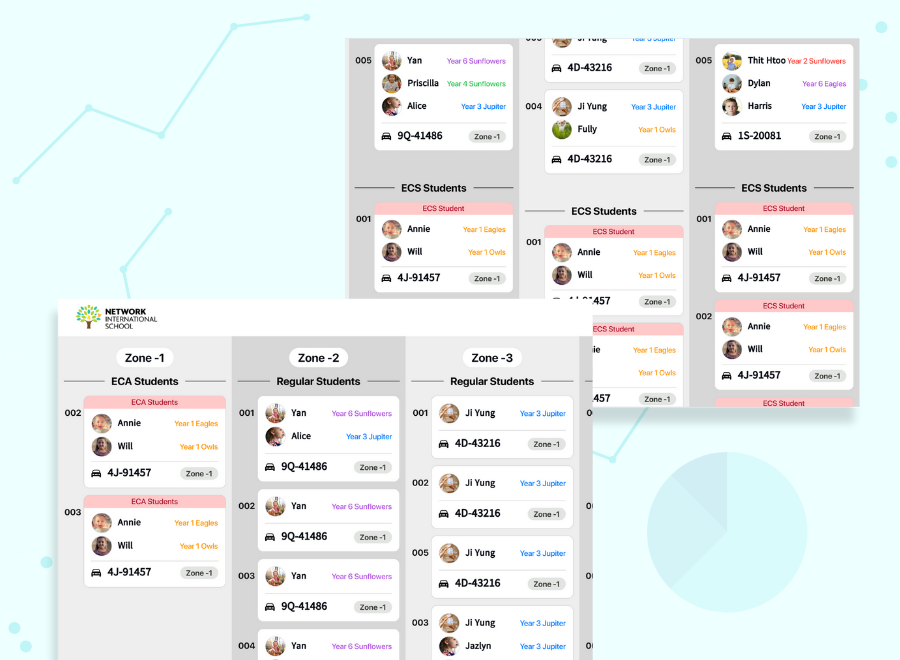 005
Yan Year 6 Sunflowers
Priscilla Year 4 Sunflowers
Alice Year 3 Jupiter
9Q-41486 Zone -1
ECS Students
001
ECS Student
Annie Year 1 Eagles
Will Year 1 Owls
4J-91457 Zone -1
Ji Yung Year 3 Jupiter
4D-43216 Zone -1
004
Ji Yung Year 3 Jupiter
Fully Year 1 Owls
4D-43216 Zone -1
ECS Students
001
ECS Student
Annie Year 1 Eagles
Will Year 1 Owls
Zone -1
ECS Student
Year 1 Eagles
Year 1 Owls
Zone -1
005
Thit Htoo Year 2 Sunflowers
Dylan Year 6 Eagles
Harris Year 3 Jupiter
1S-20081 Zone -1
ECS Students
001
ECS Student
Annie Year 1 Eagles
Will Year 1 Owls
4J-91457 Zone -1
002
ECS Student
Annie Year 1 Eagles
Will Year 1 Owls
4J-91457 Zone -1
ECS Student
NETWORK
INTERNATIONAL
SCHOOL
Zone -1
ECA Students
002
ECA Students
Annie Year 1 Eagles
Will Year 1 Owls
4J-91457 Zone -1
003
ECA Students
Annie Year 1 Eagles
Will Year 1 Owls
4J-91457 Zone -1
Zone -2
Regular Students
001
Yan Year 6 Sunflowers
Alice Year 3 Jupiter
9Q-41486 Zone -1
002
Yan Year 6 Sunflowers
9Q-41486 Zone -1
003
Yan Year 6 Sunflowers
9Q-41486 Zone -1
004
Yan Year 6 Sunflowers
Zone -3
Regular Students
001
Ji Yung Year 3 Jupiter
4D-43216 Zone -1
002
Ji Yung Year 3 Jupiter
4D-43216 Zone -1
005
Ji Yung Year 3 Jupiter
4D-43216 Zone -1
003
Ji Yung Year 3 Jupiter
Jazlyn Year 3 Jupiter